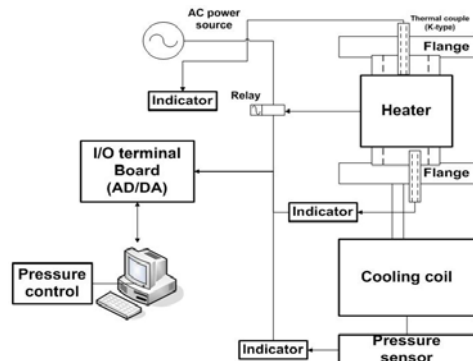 AC power
source
Thermal couple
(K-type)
Flange
Indicator
Relay
Heater
I/O terminal
Board
(AD/DA)
Flange
Indicator
Pressure
control
Cooling coil
Indicator
Pressure
sensor